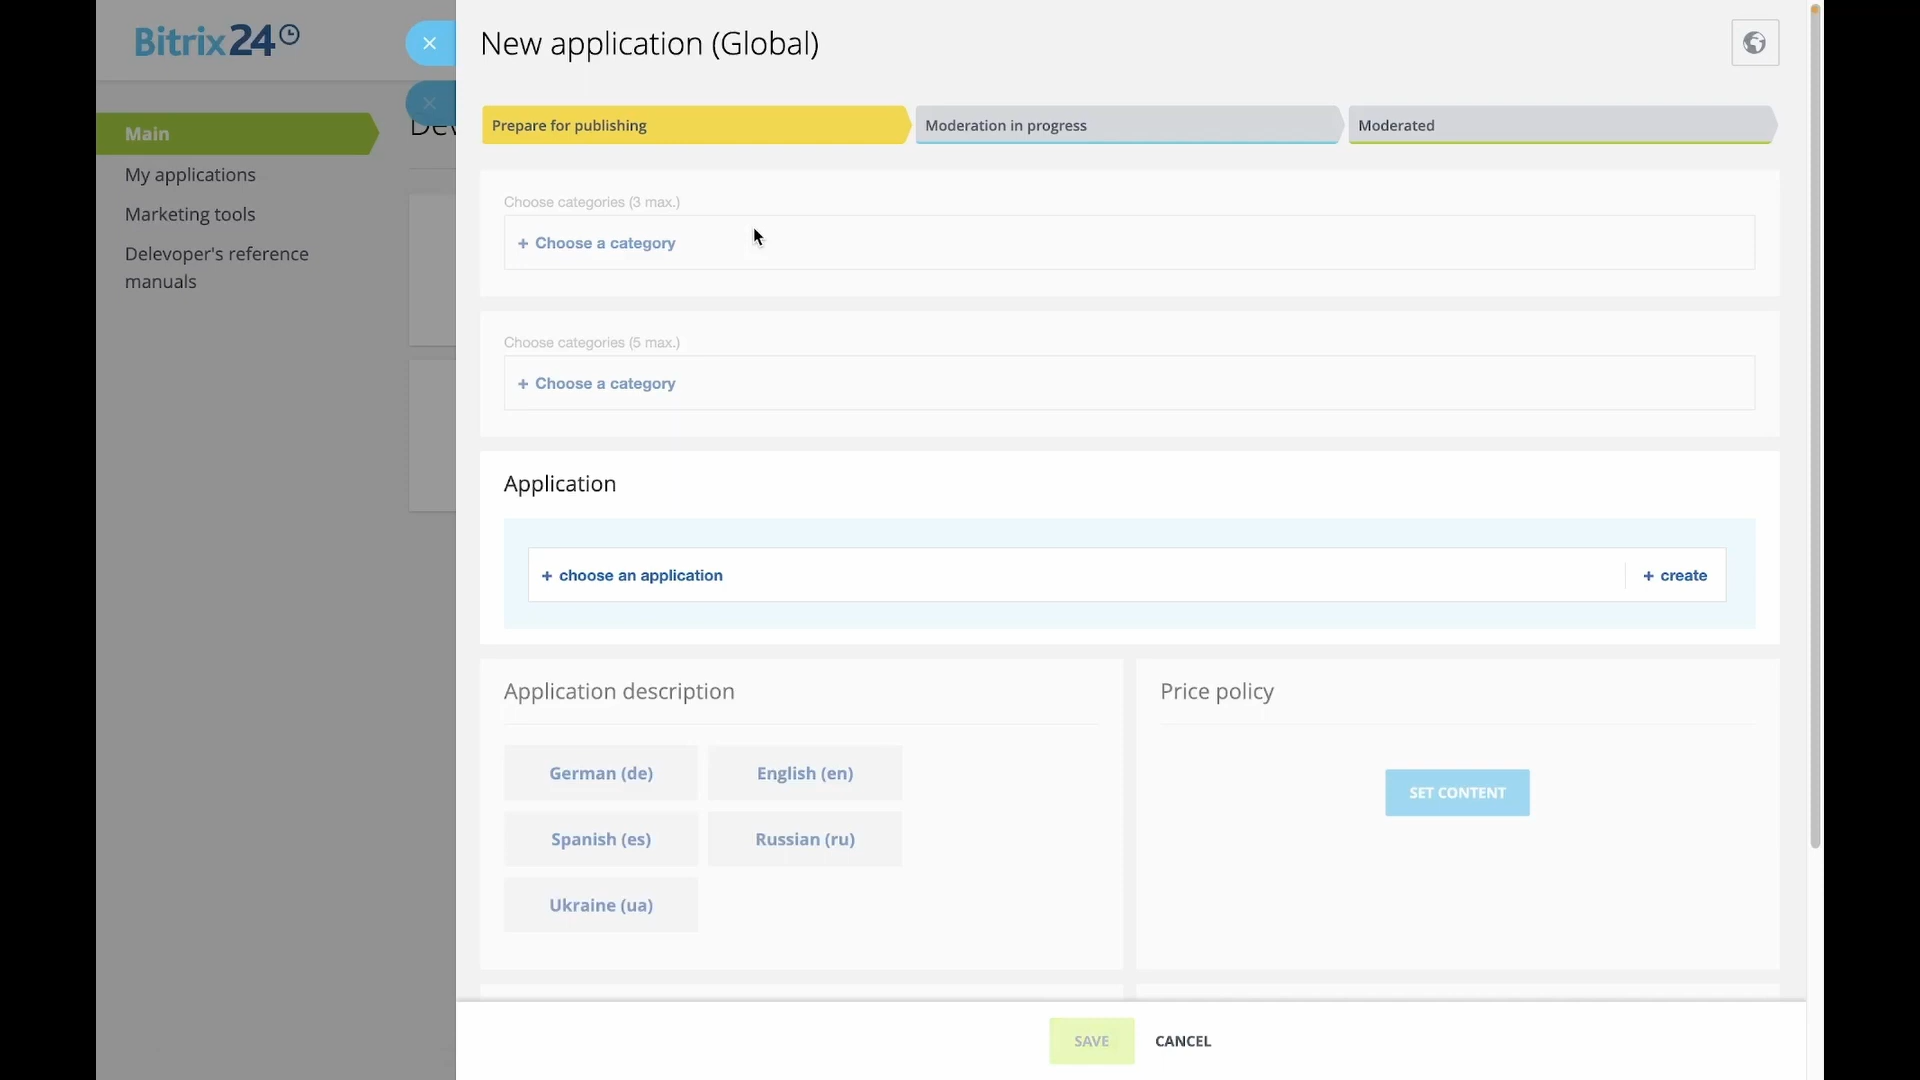 Bitrix24
New application (Global)
Prepare for publishing
Moderation in progress
Moderated
Main
My applications
Marketing tools
Delevoper's reference
manuals
Choose categories (3 max.)
+ Choose a category
Choose categories (5 max.)
+ Choose a category
Application
+ choose an application
+ create
Application description
German (de)
English (en)
Spanish (es)
Russian (ru)
Ukraine (ua)
Price policy
SET CONTENT
SAVE
CANCEL